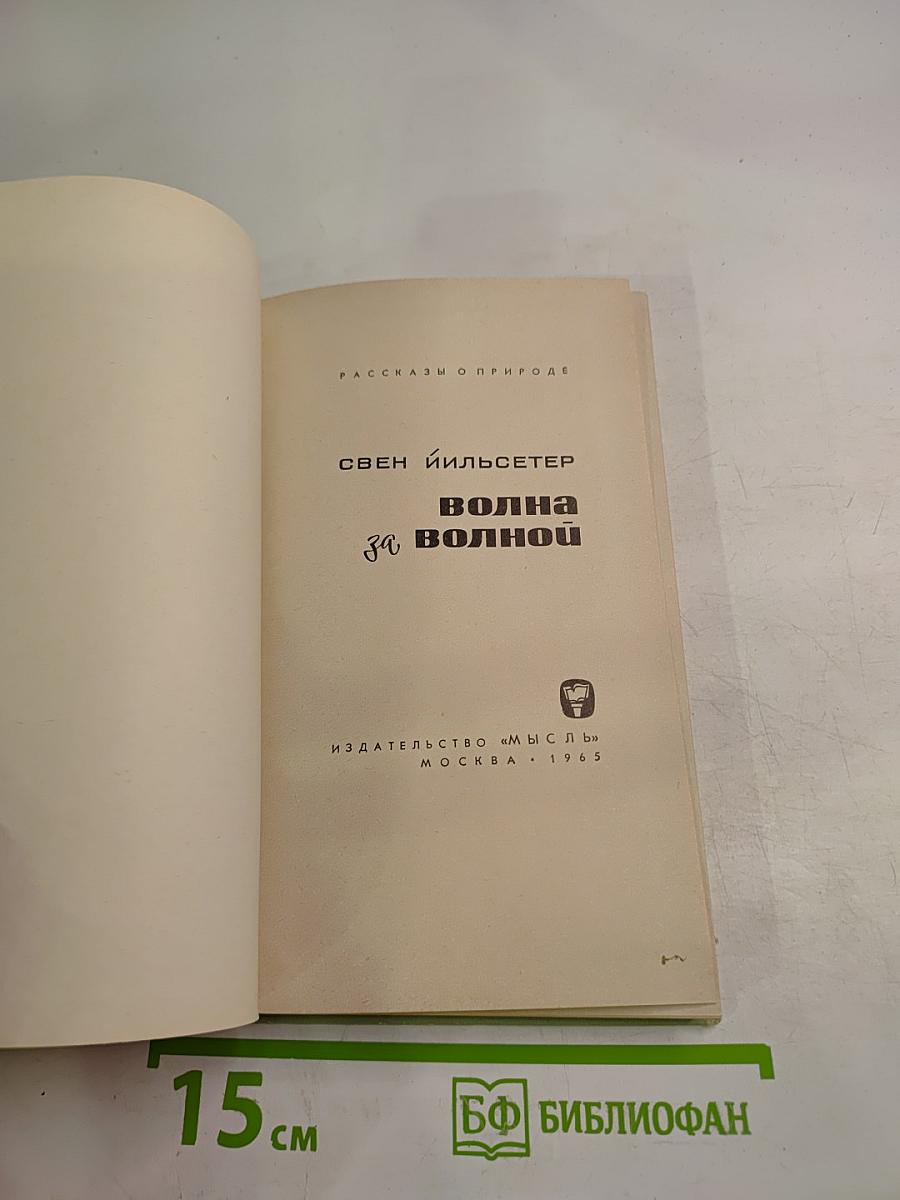 РАССКАЗЫ О ПРИРОДЕ
СВЕН ЙИЛЬСЕТЕР
ВОЛНА
за ВОЛНОЙ
ИЗДАТЕЛЬСТВО «МЫСЛЬ»
МОСКВА • 1965
15 см
БФ БИБЛИОФАН